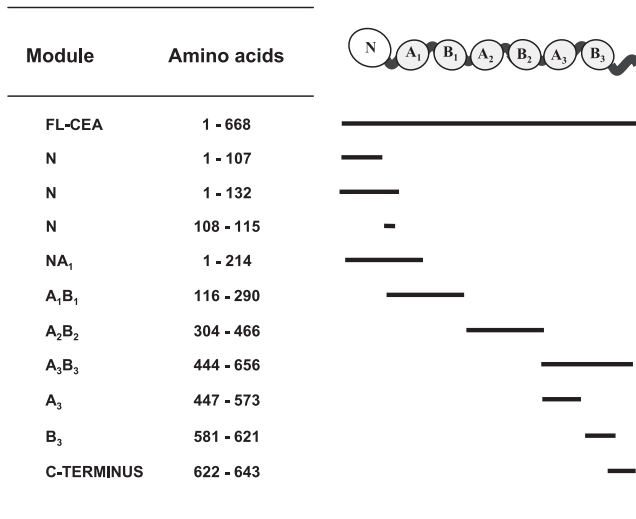 Module Amino acids
N A₁ B₁ A₂ B₂ A₃ B₃
FL-CEA 1 - 668
N 1 - 107
N 1 - 132
N 108 - 115
NA₁ 1 - 214
A₁B₁ 116 - 290
A₂B₂ 304 - 466
A₃B₃ 444 - 656
A₃ 447 - 573
B₃ 581 - 621
C-TERMINUS 622 - 643